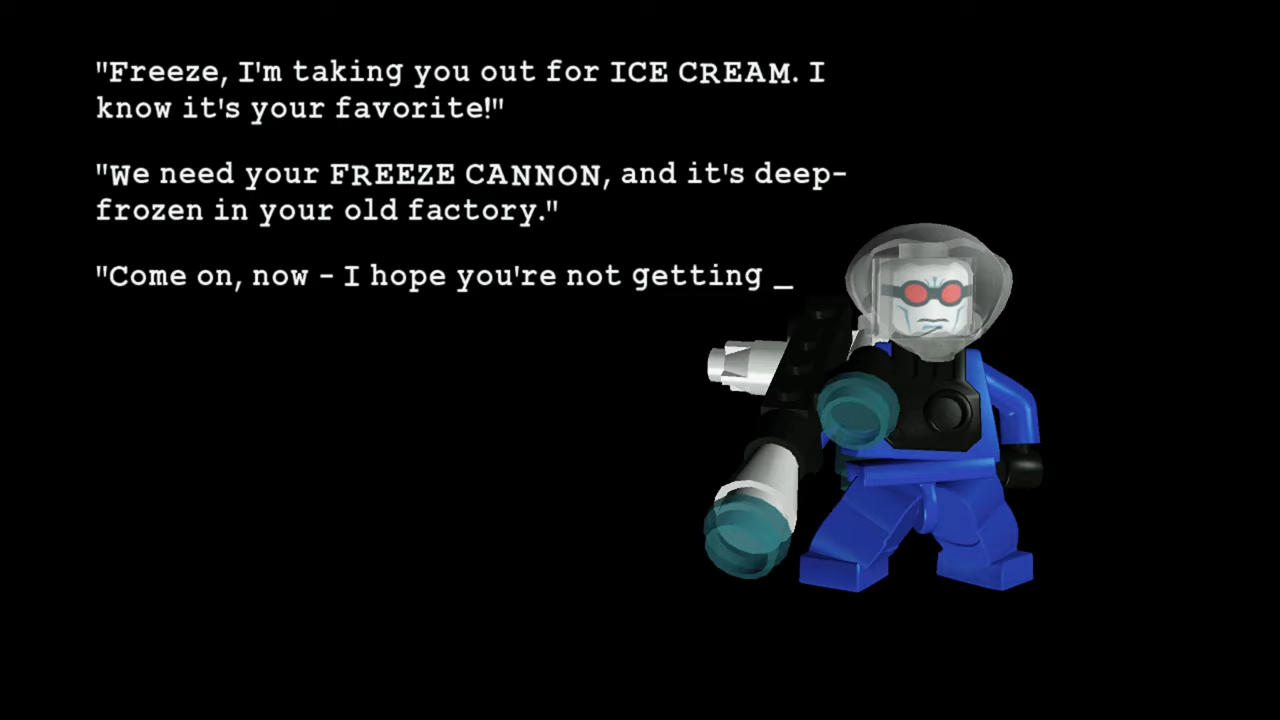 "Freeze, I'm taking you out for ICE CREAM. I
know it's your favorite!"
"We need your FREEZE CANNON, and it's deep-
frozen in your old factory."
"Come on, now - I hope you're not getting _